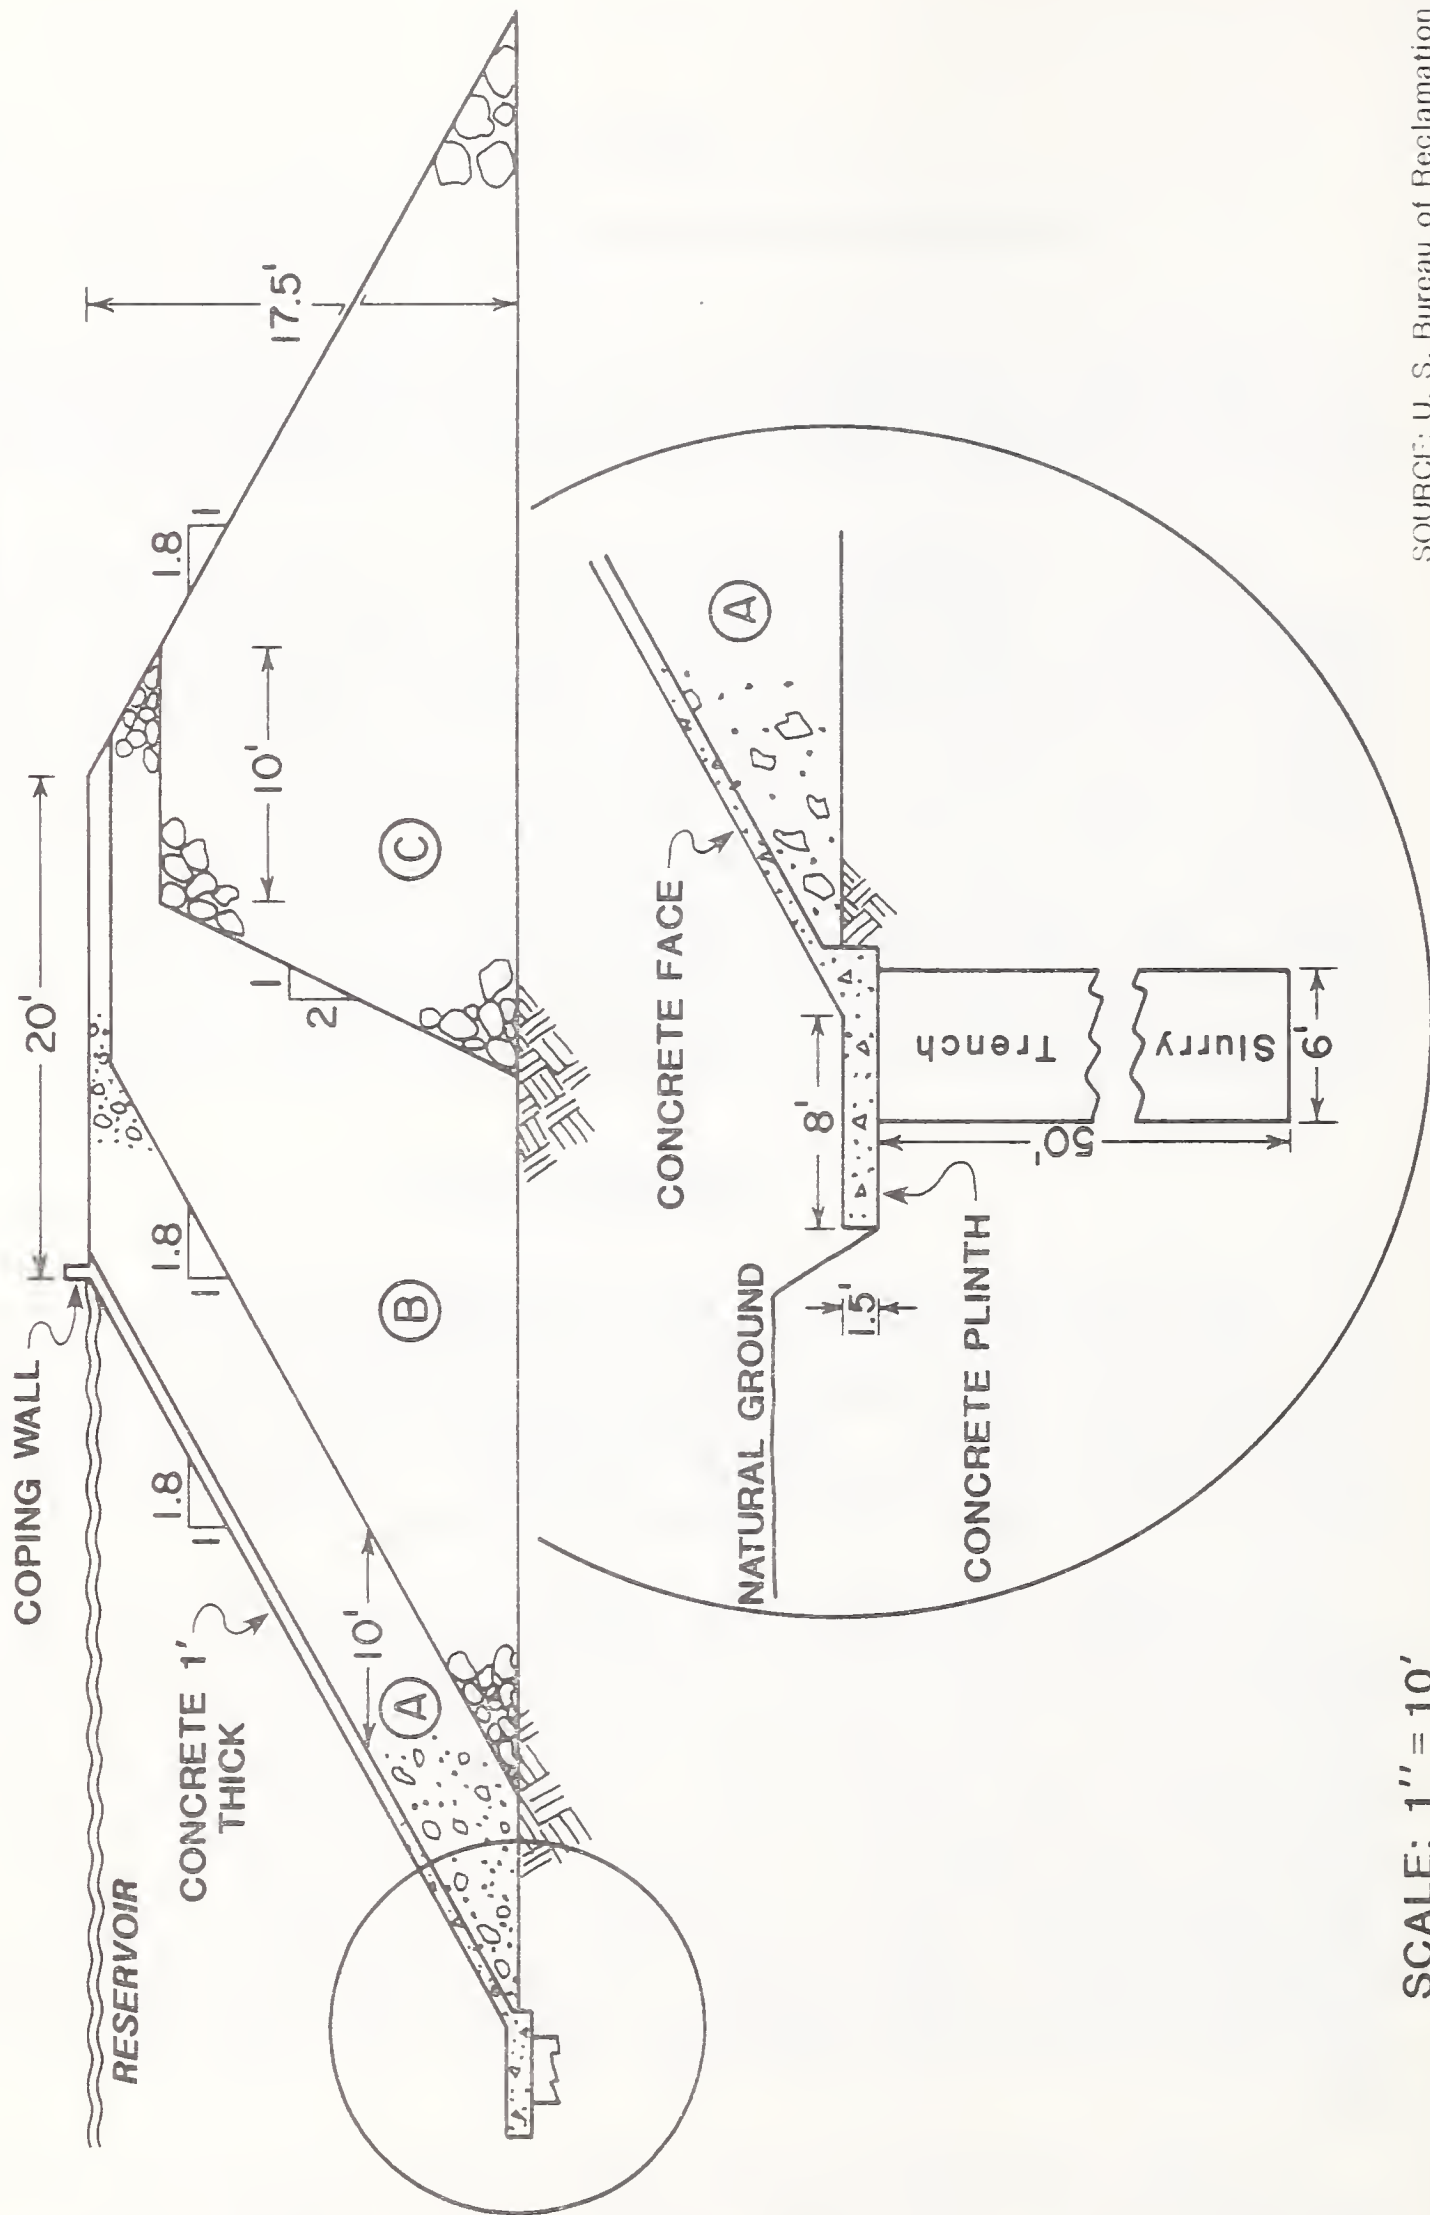 COPING WALL
20'
RESERVOIR
CONCRETE 1'
THICK
1.8
1
1.8
1
1
2
1.8
1
10'
10'
17.5'
A
B
C
CONCRETE FACE
A
NATURAL GROUND
8'
1.5'
CONCRETE PLINTH
50'
Slurry
Trench
9'
SCALE: 1" = 10'
SOURCE: U. S. Bureau of Reclamation